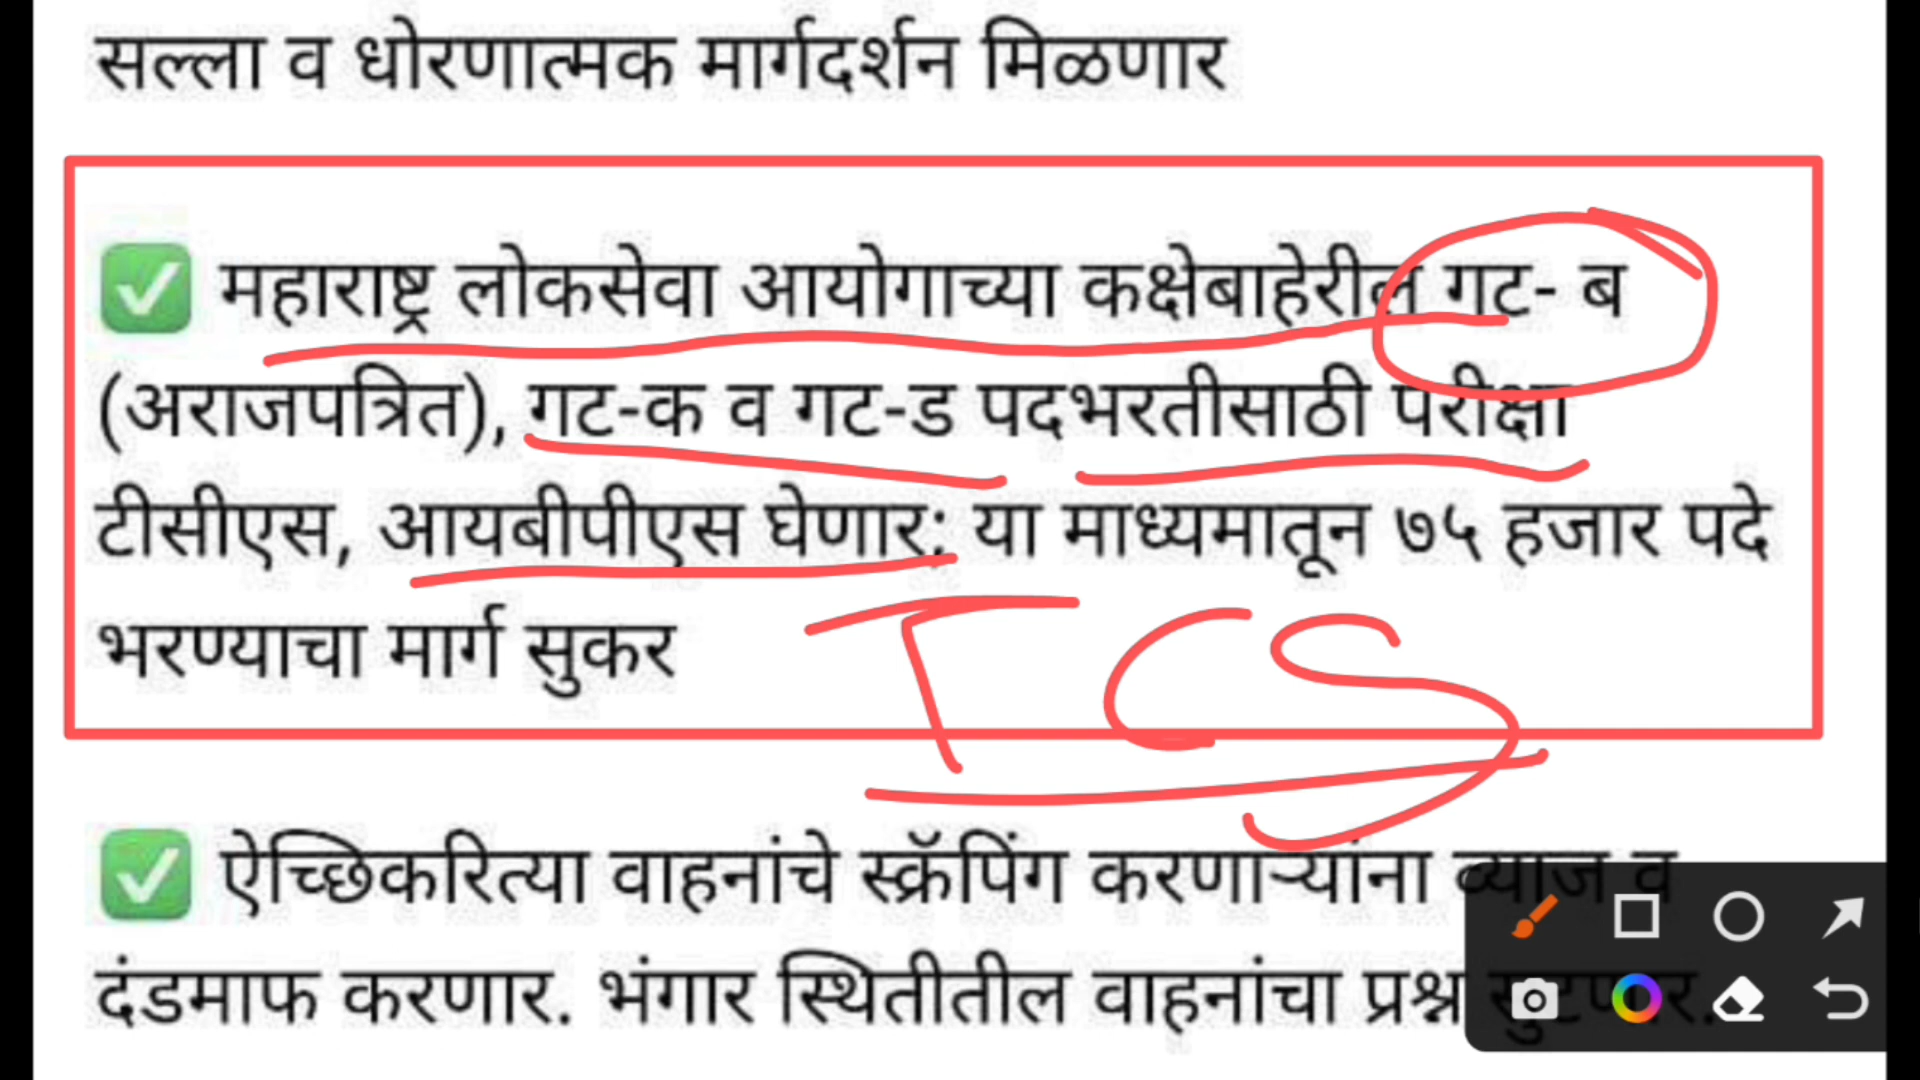 सल्ला व धोरणात्मक मार्गदर्शन मिळणार
✅ महाराष्ट्र लोकसेवा आयोगाच्या कक्षेबाहेरील गट- ब
(अराजपत्रित), गट-क व गट-ड पदभरतीसाठी परीक्षा
टीसीएस, आयबीपीएस घेणार; या माध्यमातून ७५ हजार पदे
भरण्याचा मार्ग सुकर
TCS
✅ ऐच्छिकरित्या वाहनांचे स्क्रॅपिंग करणाऱ्यांना व्याज व
दंडमाफ करणार. भंगार स्थितीतील वाहनांचा प्रश्न सुटणार.